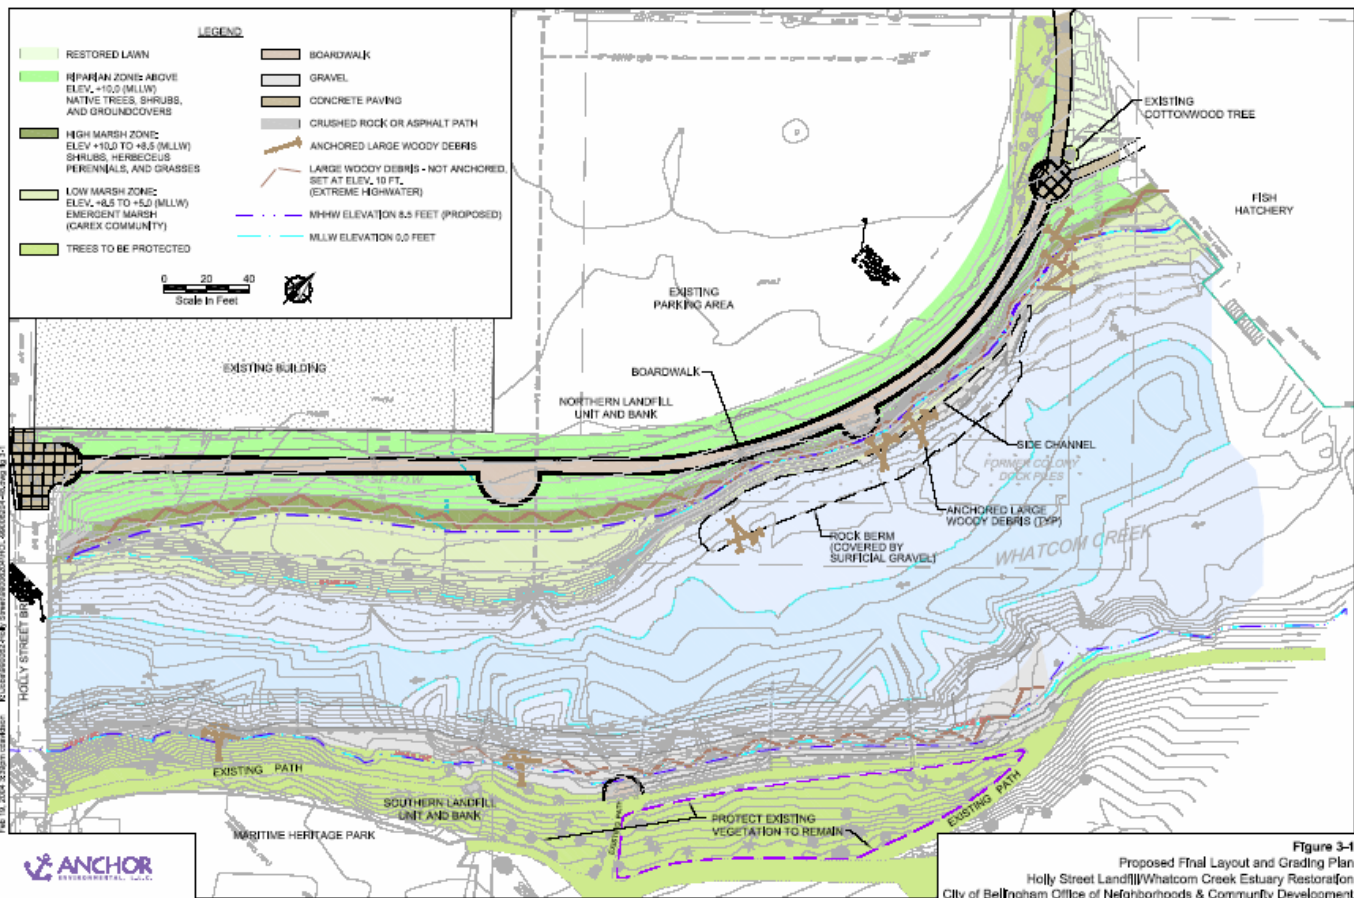 LEGEND
RESTORED LAWN
RIPARIAN ZONE: ABOVE
ELEV. +10.0 (MLLW)
NATIVE TREES, SHRUBS,
AND GROUNDCOVERS
HIGH MARSH ZONE:
ELEV +10.0 TO +8.5 (MLLW)
SHRUBS, HERBECEUS
PERENNIALS, AND GRASSES
LOW MARSH ZONE:
ELEV. +8.5 TO +5.0 (MLLW)
EMERGENT MARSH
(CAREX COMMUNITY)
TREES TO BE PROTECTED
BOARDWALK
GRAVEL
CONCRETE PAVING
CRUSHED ROCK OR ASPHALT PATH
ANCHORED LARGE WOODY DEBRIS
LARGE WOODY DEBRIS - NOT ANCHORED,
SET AT ELEV. 10 FT.
(EXTREME HIGHWATER)
MHHW ELEVATION 8.5 FEET (PROPOSED)
MLLW ELEVATION 0.0 FEET
0 20 40
Scale in Feet
EXISTING
COTTONWOOD TREE
FISH
HATCHERY
EXISTING
PARKING AREA
EXISTING BUILDING
BOARDWALK
NORTHERN LANDFILL
UNIT AND BANK
SIDE CHANNEL
FORMER COLONY
DOCK PILES
ANCHORED LARGE
WOODY DEBRIS (TYP)
ROCK BERM
(COVERED BY
SURFICIAL GRAVEL)
WHATCOM CREEK
HOLLY STREET BR
EXISTING PATH
SOUTHERN LANDFILL
UNIT AND BANK
MARITIME HERITAGE PARK
EXISTING PATH
PROTECT EXISTING
VEGETATION TO REMAIN
EXISTING PATH
ANCHOR
ENVIRONMENTAL, L.L.C.
Figure 3-1
Proposed Final Layout and Grading Plan
Holly Street Landfill/Whatcom Creek Estuary Restoration
City of Bellingham Office of Neighborhoods & Community Development